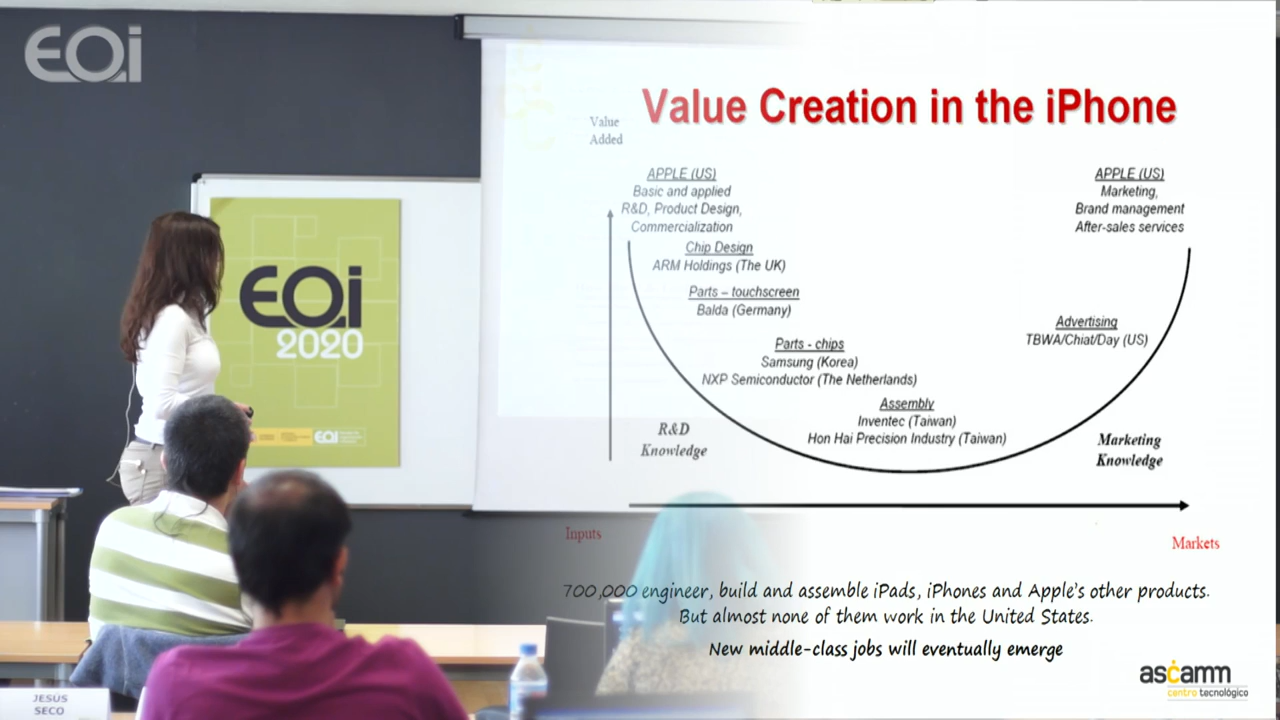 EOi
Value Creation in the iPhone
Value
Added
APPLE (US)
Basic and applied
R&D, Product Design,
Commercialization
APPLE (US)
Marketing,
Brand management
After-sales services
Chip Design
ARM Holdings (The UK)
Parts – touchscreen
Balda (Germany)
Advertising
TBWA/Chiat/Day (US)
Parts - chips
Samsung (Korea)
NXP Semiconductor (The Netherlands)
Assembly
Inventec (Taiwan)
Hon Hai Precision Industry (Taiwan)
R&D
Knowledge
Marketing
Knowledge
Inputs
Markets
EOi
2020
EOi
700,000 engineer, build and assemble iPads, iPhones and Apple's other products.
But almost none of them work in the United States.
New middle-class jobs will eventually emerge
ascamm
centro tecnológico
JESÚS
SECO